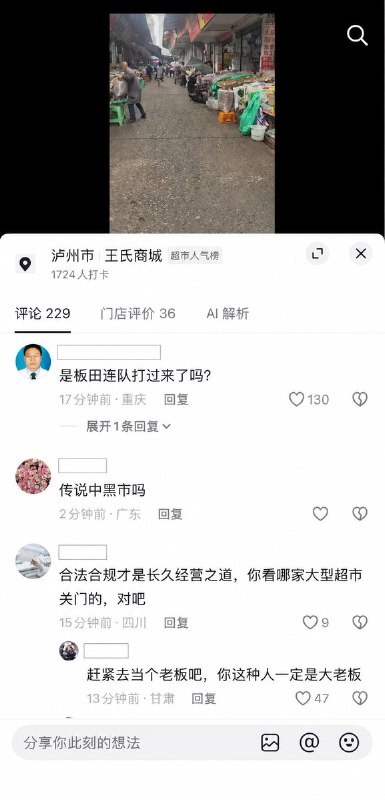 泸州市 王氏商城 超市人气榜
1724人打卡
评论 229 门店评价 36 AI 解析
是板田连队打过来了吗?
17分钟前 · 重庆 回复 130
展开1条回复
传说中黑市吗
2分钟前 · 广东 回复
合法合规才是长久经营之道，你看哪家大型超市
关门的，对吧
15分钟前 · 四川 回复 9
赶紧去当个老板吧，你这种人一定是大老板
13分钟前 · 甘肃 回复 47
分享你此刻的想法 @